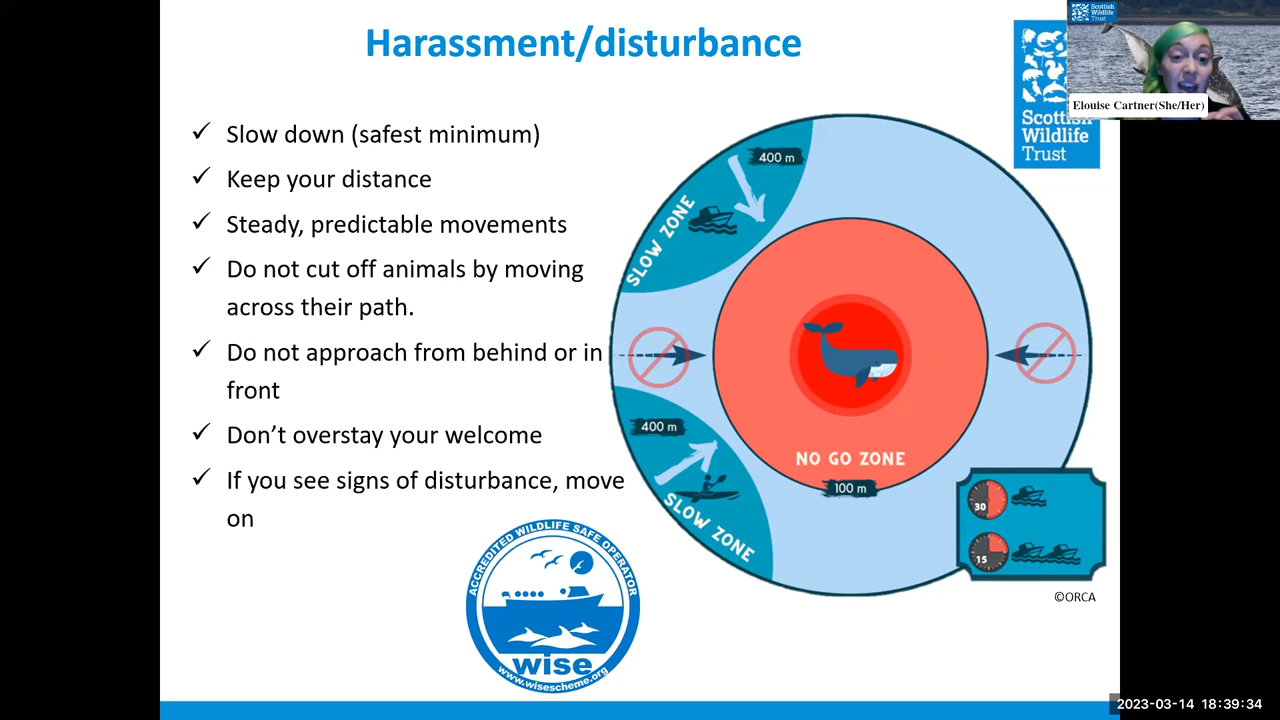 Harassment/disturbance
Slow down (safest minimum)
Keep your distance
Steady, predictable movements
Do not cut off animals by moving
across their path.
Do not approach from behind or in
front
Don’t overstay your welcome
If you see signs of disturbance, move
on
400 m
SLOW ZONE
400 m
SLOW ZONE
NO GO ZONE
100 m
30
15
©ORCA
ACCREDITED WILDLIFE SAFE OPERATOR
wise
www.wisescheme.org
Scottish
Wildlife
Trust
Scottish
Wildlife
Trust
Elouise Cartner(She/Her)
2023-03-14 18:39:34